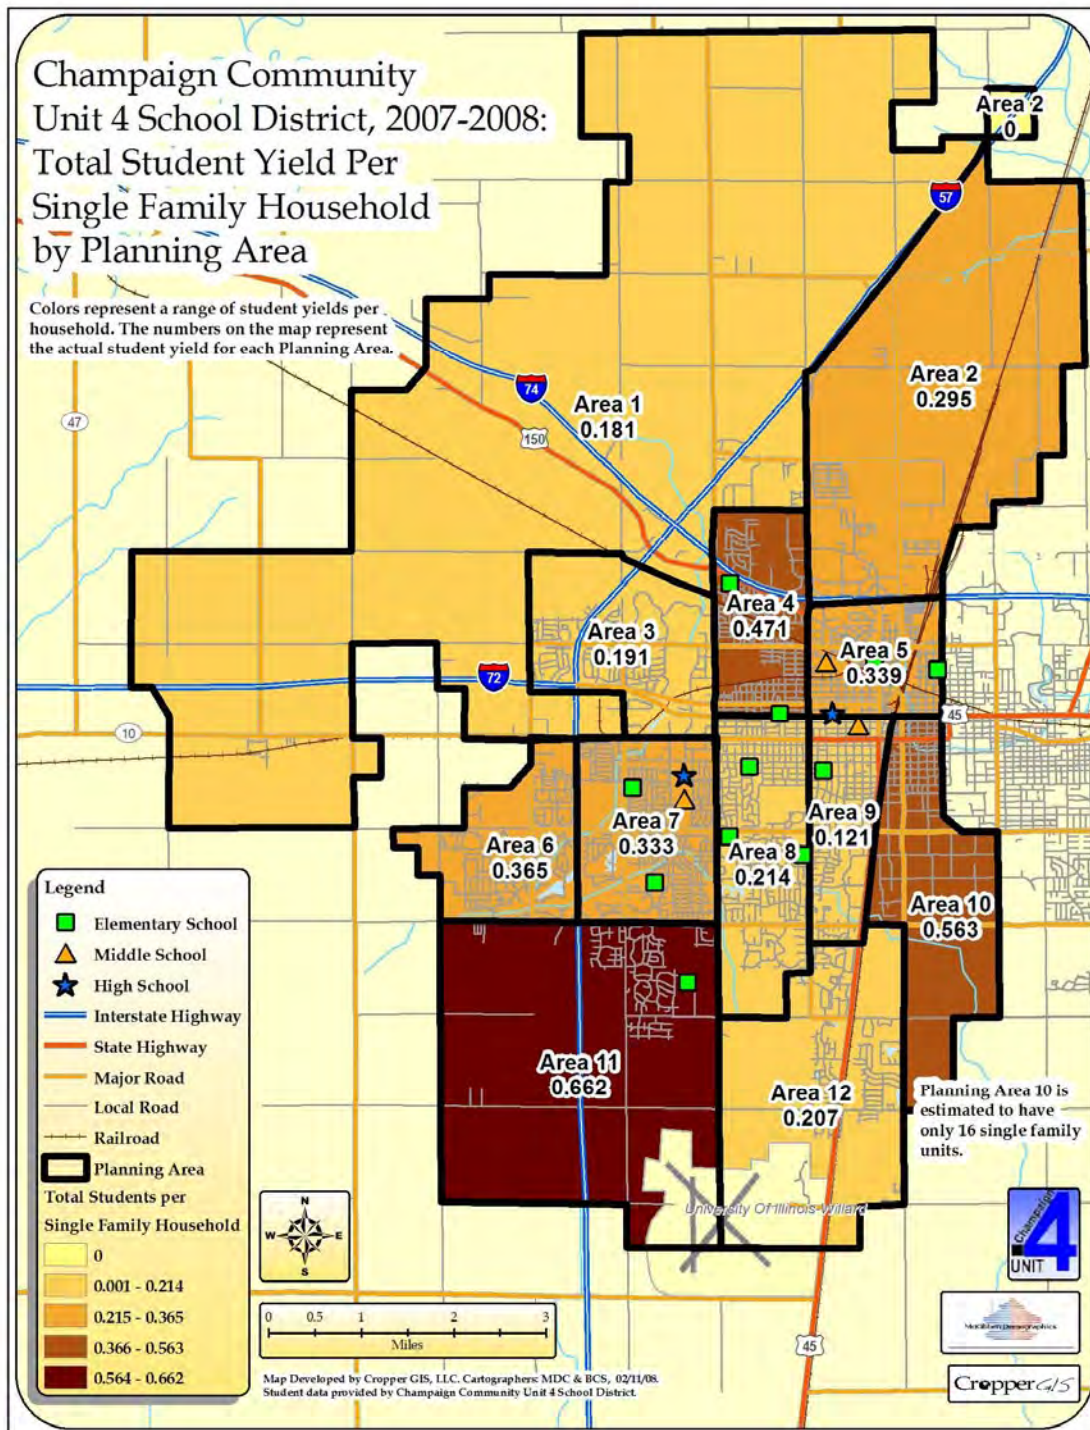 Champaign Community
Unit 4 School District, 2007-2008:
Total Student Yield Per
Single Family Household
by Planning Area
Colors represent a range of student yields per
household. The numbers on the map represent
the actual student yield for each Planning Area.
Area 2
0
57
Area 2
0.295
74
Area 1
0.181
150
47
Area 4
0.471
Area 3
0.191
Area 5
0.339
72
45
10
Area 9
0.121
Area 7
0.333
Area 6
0.365
Area 8
0.214
Area 10
0.563
Area 11
0.662
Area 12
0.207
Planning Area 10 is
estimated to have
only 16 single family
units.
University Of Illinois-Willard
45
Legend
Elementary School
Middle School
High School
Interstate Highway
State Highway
Major Road
Local Road
Railroad
Planning Area
Total Students per
Single Family Household
0
0.001 - 0.214
0.215 - 0.365
0.366 - 0.563
0.564 - 0.662
N
W E
S
0 0.5 1 2 3
Miles
Champaign
4
UNIT
McKibben Demographics
Cropper GIS
Map Developed by Cropper GIS, LLC. Cartographers: MDC & BCS, 02/11/08.
Student data provided by Champaign Community Unit 4 School District.